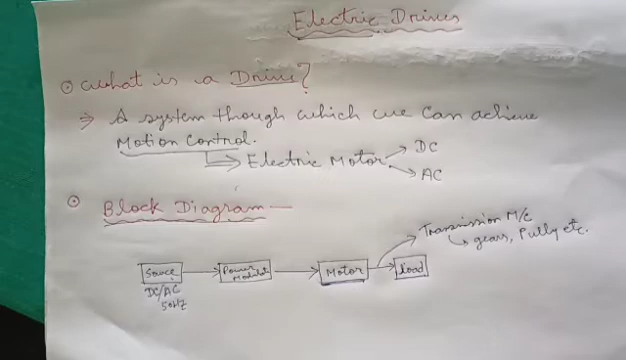 Electric Drives
What is a Drive?
⇒ A system though which we can achieve
Motion Control.
⇒ Electric Motor → DC
→ AC
Block Diagram —
Transmission M/c
↳ gears, Pully etc.
Source → Power → Motor → load
DC/AC
50HZ